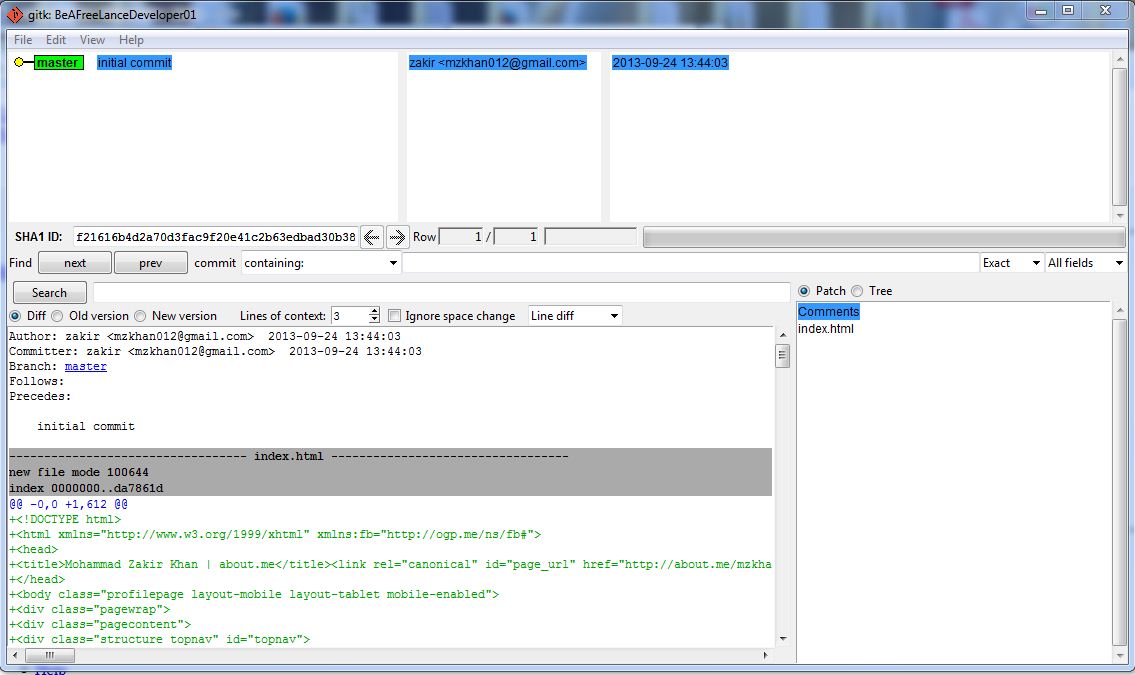 gitk: BeAFreeLanceDeveloper01
File Edit View Help
master initial commit zakir <mzkhan012@gmail.com> 2013-09-24 13:44:03
SHA1 ID: f21616b4d2a70d3fac9f20e41c2b63edbad30b38 Row 1 / 1
Find next prev commit containing: Exact All fields
Search
Patch Tree
Diff Old version New version Lines of context: 3 Ignore space change Line diff
Comments
index.html
Author: zakir <mzkhan012@gmail.com>  2013-09-24 13:44:03
Committer: zakir <mzkhan012@gmail.com>  2013-09-24 13:44:03
Branch: master
Follows:
Precedes:
initial commit
---------------------------------- index.html ----------------------------------
new file mode 100644
index 0000000..da7861d
@@ -0,0 +1,612 @@
+<!DOCTYPE html>
+<html xmlns="http://www.w3.org/1999/xhtml" xmlns:fb="http://ogp.me/ns/fb#">
+<head>
+<title>Mohammad Zakir Khan | about.me</title><link rel="canonical" id="page_url" href="http://about.me/mzkha
+</head>
+<body class="profilepage layout-mobile layout-tablet mobile-enabled">
+<div class="pagewrap">
+<div class="pagecontent">
+<div class="structure topnav" id="topnav">
Help